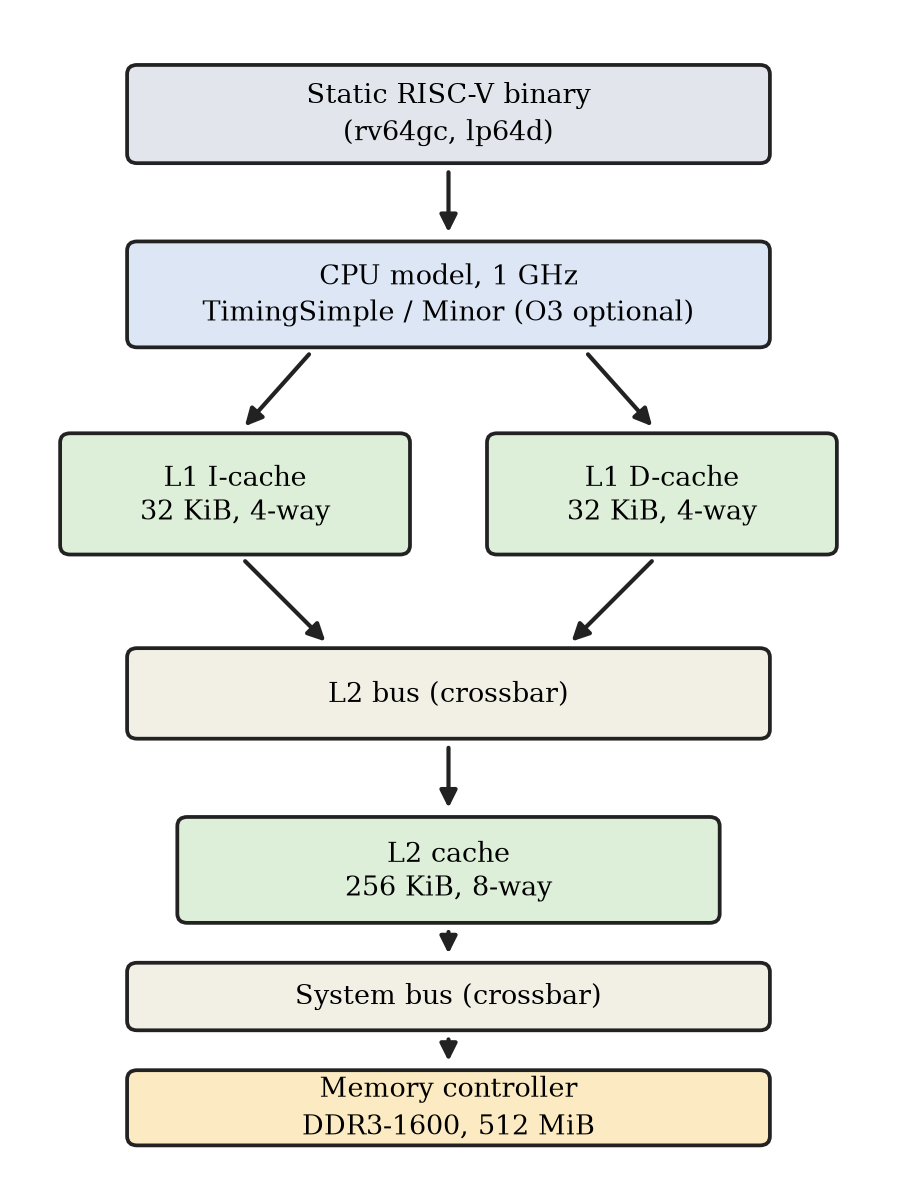 Static RISC-V binary
(rv64gc, lp64d)
CPU model, 1 GHz
TimingSimple / Minor (O3 optional)
L1 I-cache
32 KiB, 4-way
L1 D-cache
32 KiB, 4-way
L2 bus (crossbar)
L2 cache
256 KiB, 8-way
System bus (crossbar)
Memory controller
DDR3-1600, 512 MiB